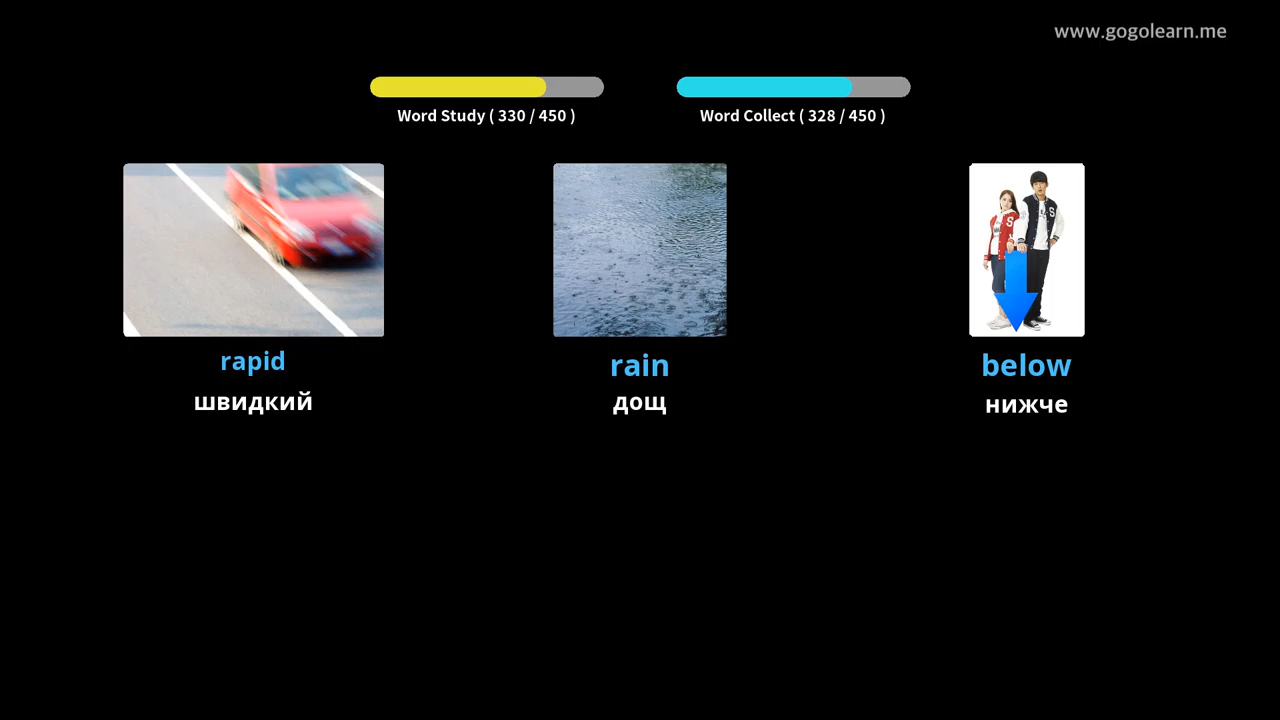 www.gogolearn.me
Word Study ( 330 / 450 )
Word Collect ( 328 / 450 )
rapid
швидкий
rain
дощ
below
нижче